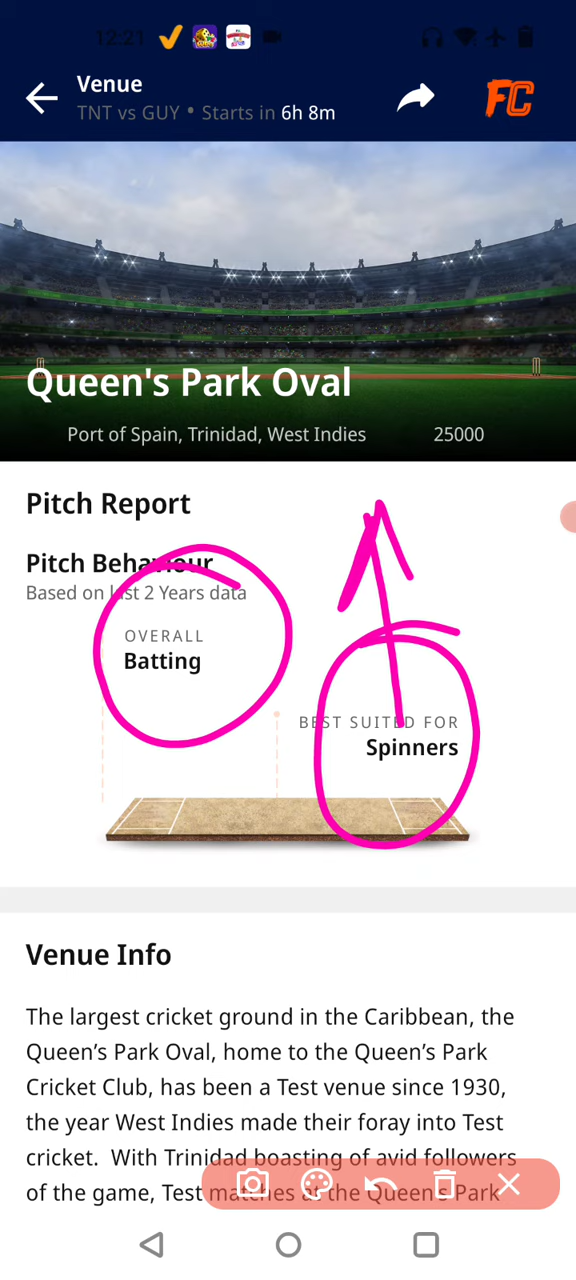 12:21
Venue
TNT vs GUY • Starts in 6h 8m
FC
Queen's Park Oval
Port of Spain, Trinidad, West Indies 25000
Pitch Report
Pitch Behaviour
Based on last 2 Years data
OVERALL
Batting
BEST SUITED FOR
Spinners
Venue Info
The largest cricket ground in the Caribbean, the
Queen's Park Oval, home to the Queen's Park
Cricket Club, has been a Test venue since 1930,
the year West Indies made their foray into Test
cricket. With Trinidad boasting of avid followers
of the game, Test matches at the Queen's Park